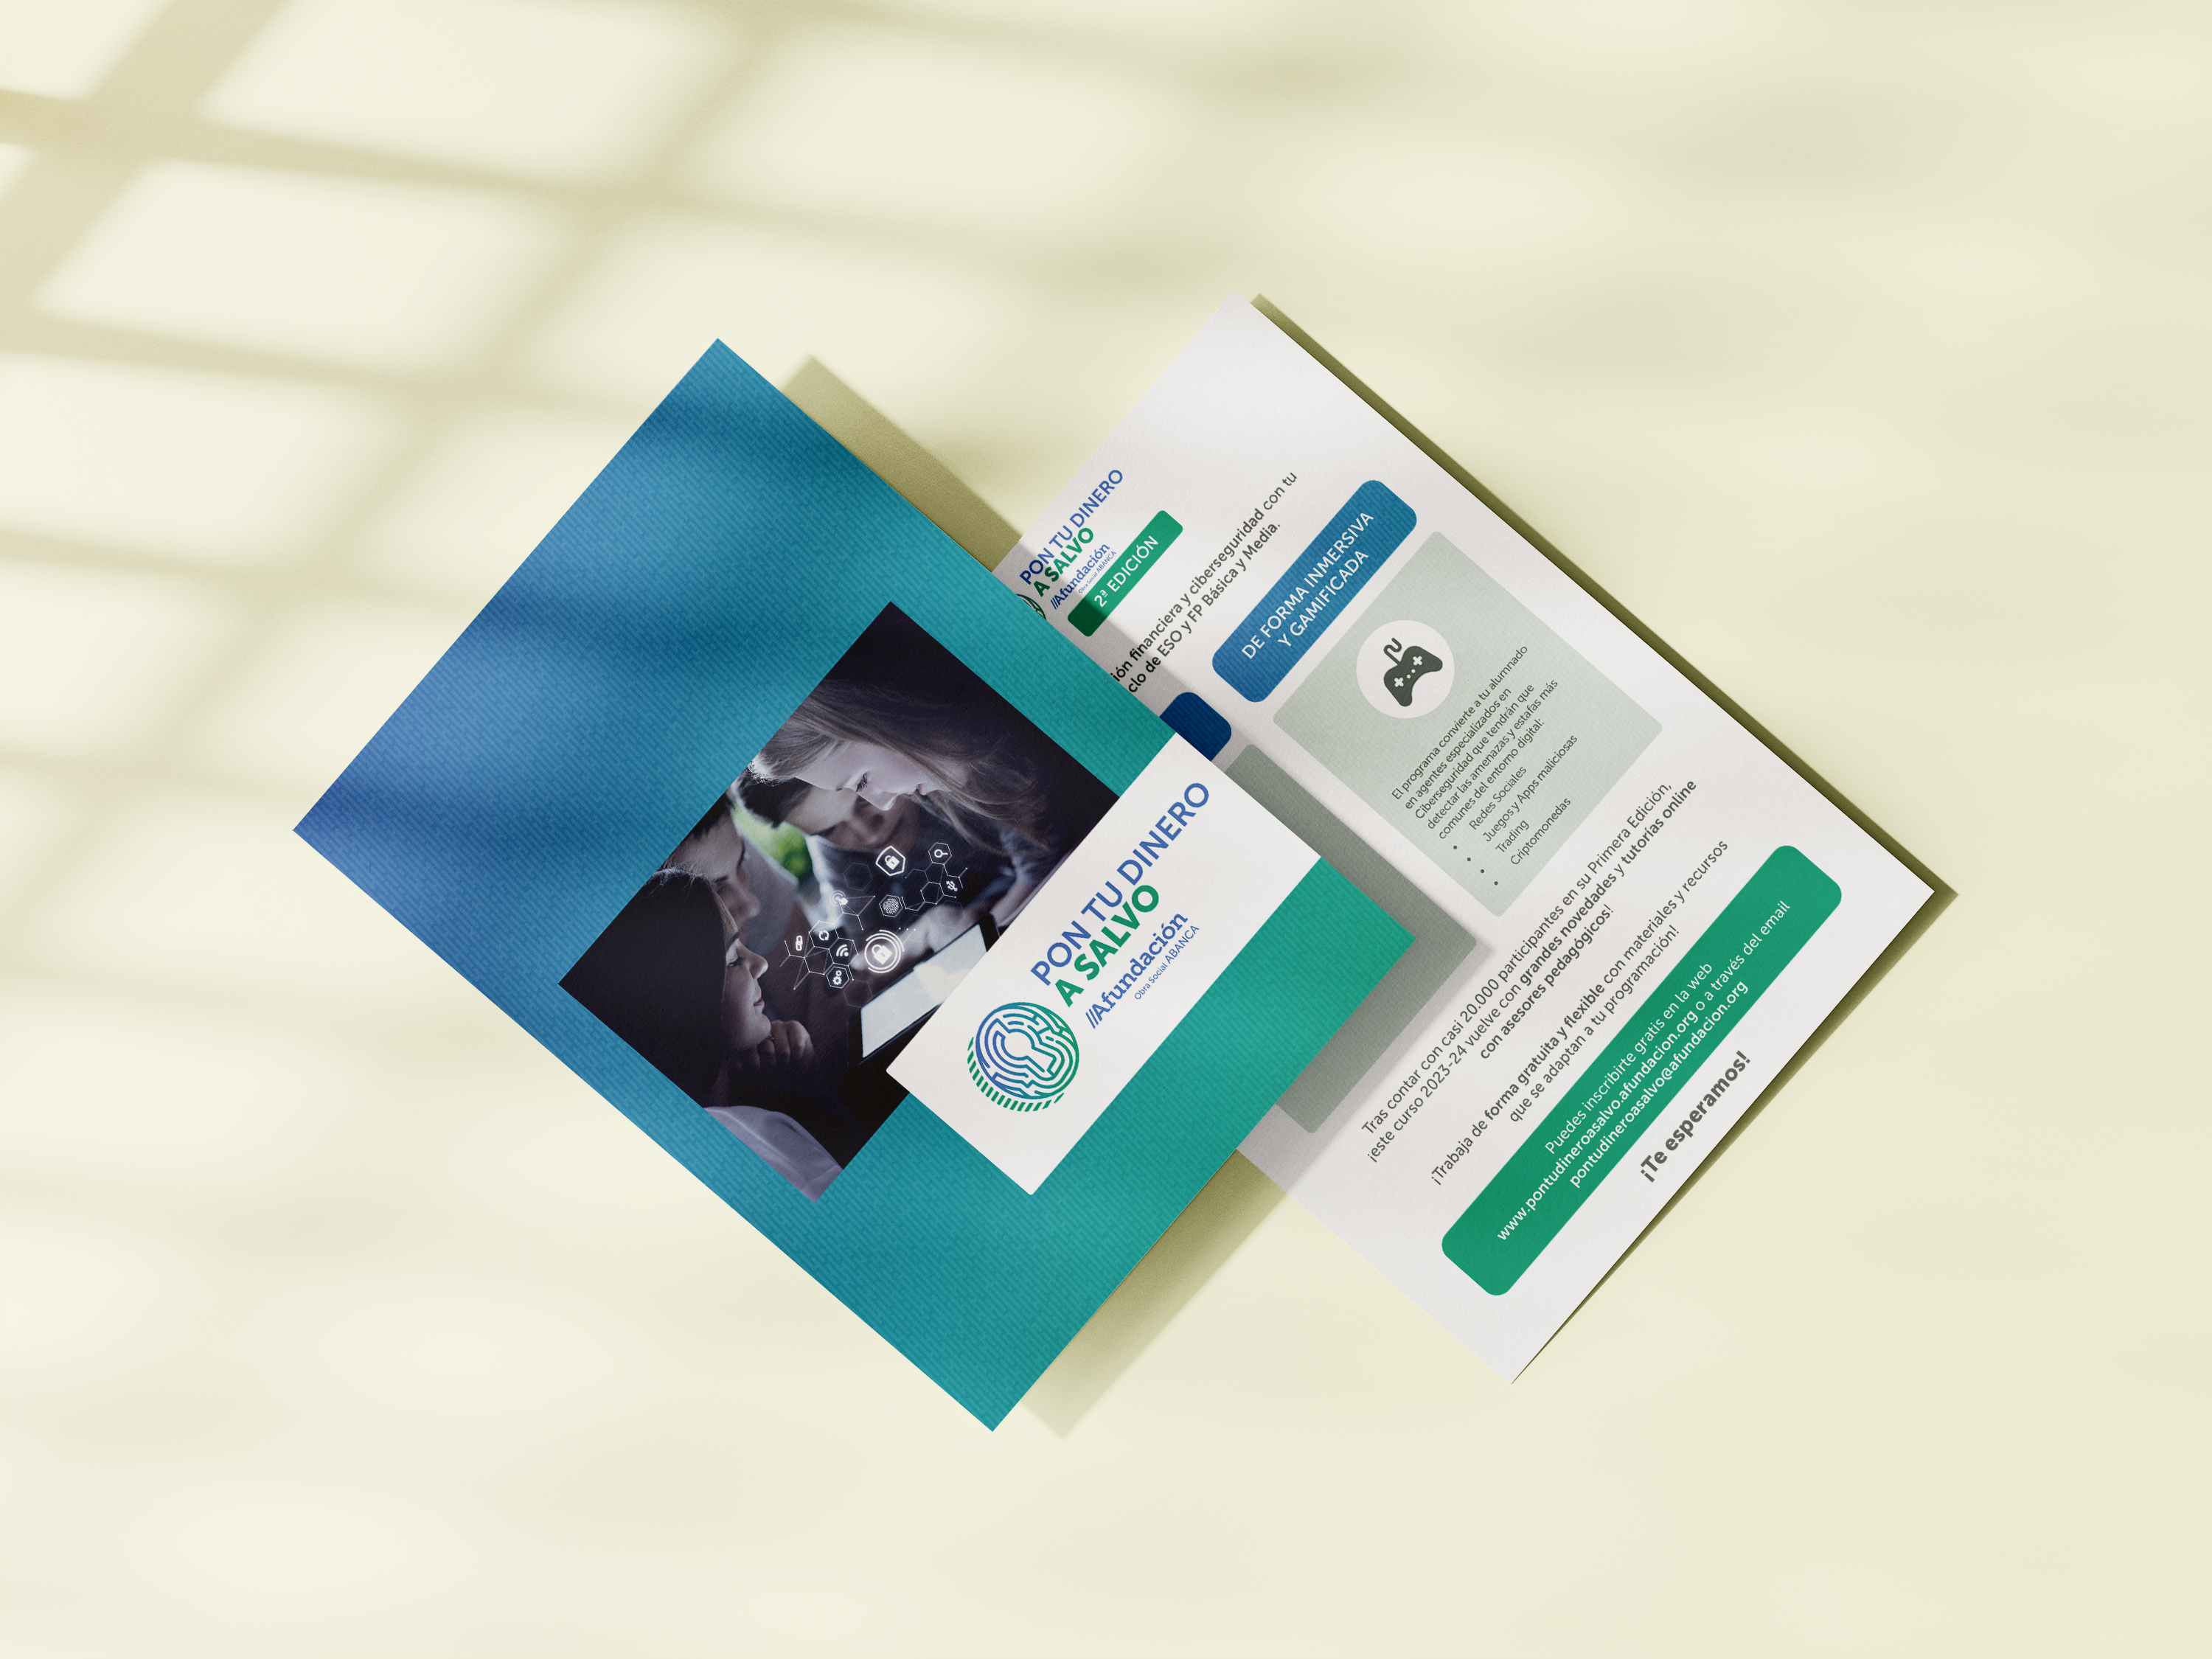 PON TU DINERO
A SALVO
//Afundación
Obra Social ABANCA
PON TU DINERO
A SALVO
//Afundación
Obra Social ABANCA
2ª EDICIÓN
financiera y ciberseguridad con tu
de ESO y FP Básica y Media.
DE FORMA INMERSIVA
Y GAMIFICADA
El programa convierte a tu alumnado
en agentes especializados en
Ciberseguridad que tendrán que
detectar las amenazas y estafas más
comunes del entorno digital:
• Redes Sociales
• Juegos y Apps maliciosas
• Trading
• Criptomonedas
Tras contar con casi 20.000 participantes en su Primera Edición,
¡este curso 2023-24 vuelve con grandes novedades y tutorías online
con asesores pedagógicos!
¡Trabaja de forma gratuita y flexible con materiales y recursos
que se adaptan a tu programación!
Puedes inscribirte gratis en la web
www.pontudineroasalvo.afundacion.org o a través del email
pontudineroasalvo@afundacion.org
¡Te esperamos!